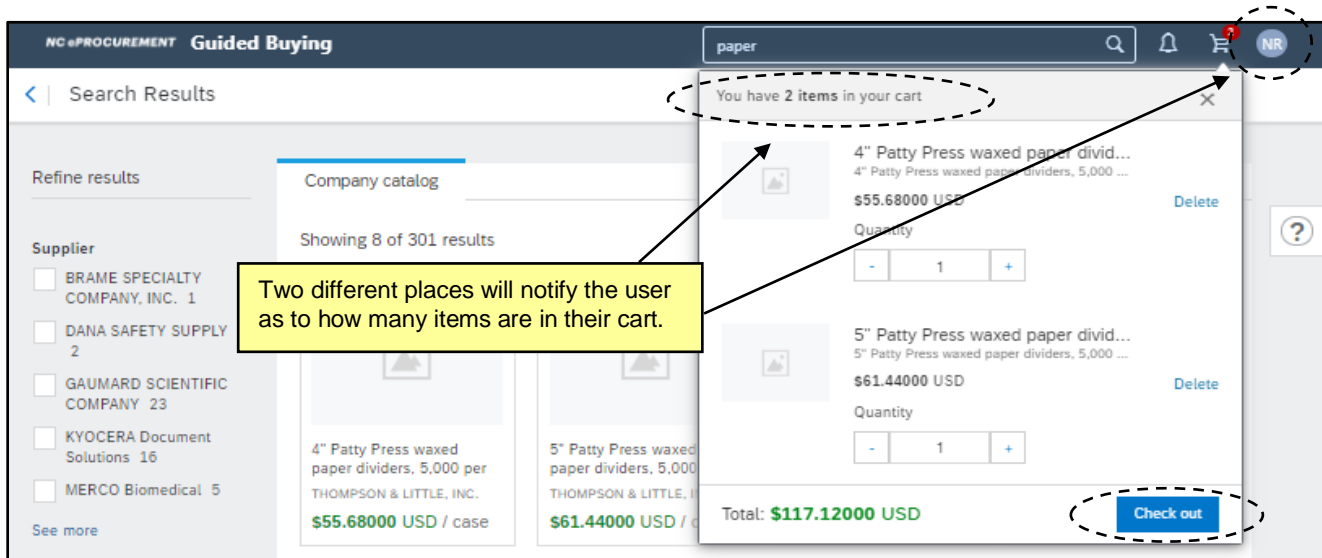 NC ePROCUREMENT Guided Buying
paper
NR
Search Results
You have 2 items in your cart
Refine results
Company catalog
Showing 8 of 301 results
Supplier
BRAME SPECIALTY
COMPANY, INC. 1
DANA SAFETY SUPPLY
2
GAUMARD SCIENTIFIC
COMPANY 23
KYOCERA Document
Solutions 16
MERCO Biomedical 5
See more
Two different places will notify the user
as to how many items are in their cart.
4" Patty Press waxed
paper dividers, 5,000 per
THOMPSON & LITTLE, INC.
$55.68000 USD / case
5" Patty Press waxed
paper dividers, 5,000
THOMPSON & LITTLE,
$61.44000 USD /
4" Patty Press waxed paper divid...
4" Patty Press waxed paper dividers, 5,000 ...
$55.68000 USD
Delete
Quantity
- 1 +
5" Patty Press waxed paper divid...
5" Patty Press waxed paper dividers, 5,000 ...
$61.44000 USD
Delete
Quantity
- 1 +
Total: $117.12000 USD
Check out
?